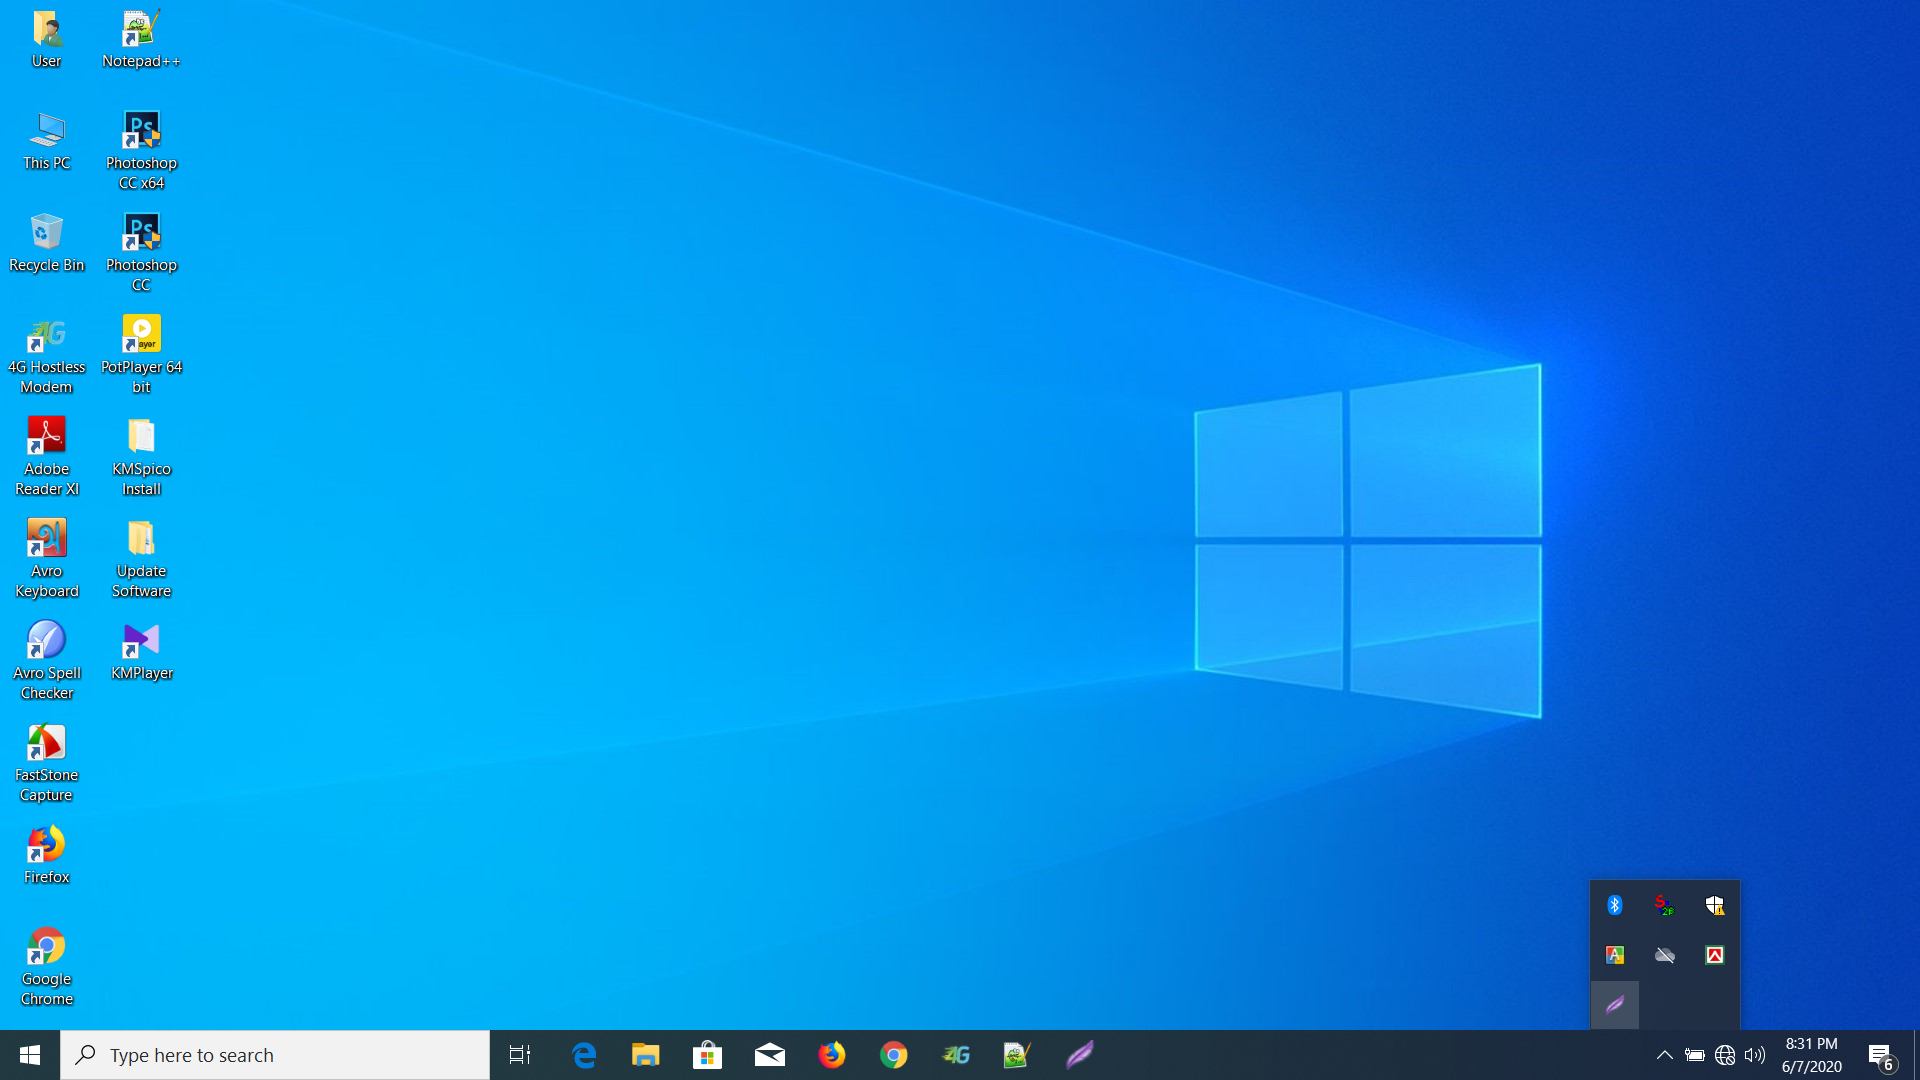 User
Notepad++
This PC
Photoshop
CC x64
Recycle Bin
Photoshop
CC
4G Hostless
Modem
PotPlayer 64
bit
Adobe
Reader XI
KMSpico
Install
Avro
Keyboard
Update
Software
Avro Spell
Checker
KMPlayer
FastStone
Capture
Firefox
Google
Chrome
Type here to search
4G
8:31 PM
6/7/2020
6